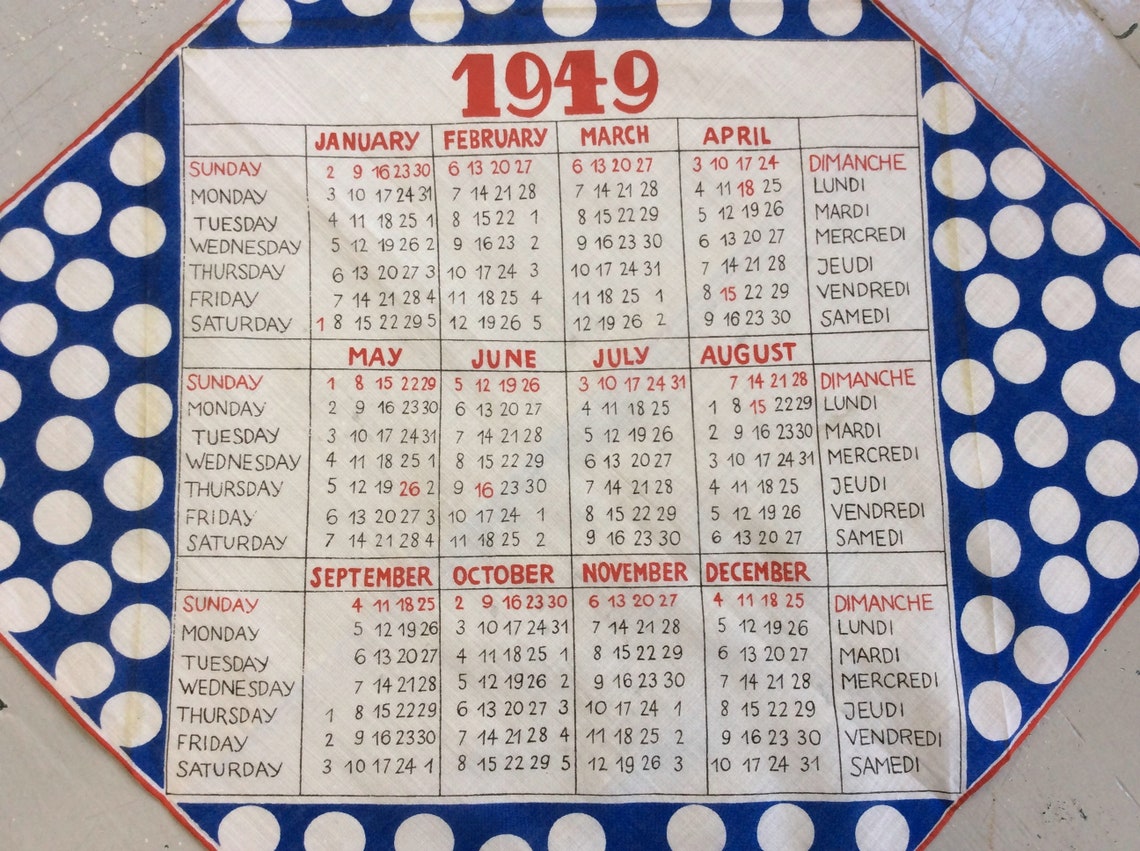 1949
JANUARY FEBRUARY MARCH APRIL
SUNDAY 2 9 16 23 30 6 13 20 27 6 13 20 27 3 10 17 24 DIMANCHE
MONDAY 3 10 17 24 31 7 14 21 28 7 14 21 28 4 11 18 25 LUNDI
TUESDAY 4 11 18 25 1 8 15 22 1 8 15 22 29 5 12 19 26 MARDI
WEDNESDAY 5 12 19 26 2 9 16 23 2 9 16 23 30 6 13 20 27 MERCREDI
THURSDAY 6 13 20 27 3 10 17 24 3 10 17 24 31 7 14 21 28 JEUDI
FRIDAY 7 14 21 28 4 11 18 25 4 11 18 25 1 8 15 22 29 VENDREDI
SATURDAY 1 8 15 22 29 5 12 19 26 5 12 19 26 2 9 16 23 30 SAMEDI
MAY JUNE JULY AUGUST
SUNDAY 1 8 15 22 29 5 12 19 26 3 10 17 24 31 7 14 21 28 DIMANCHE
MONDAY 2 9 16 23 30 6 13 20 27 4 11 18 25 1 8 15 22 29 LUNDI
TUESDAY 3 10 17 24 31 7 14 21 28 5 12 19 26 2 9 16 23 30 MARDI
WEDNESDAY 4 11 18 25 1 8 15 22 29 6 13 20 27 3 10 17 24 31 MERCREDI
THURSDAY 5 12 19 26 2 9 16 23 30 7 14 21 28 4 11 18 25 JEUDI
FRIDAY 6 13 20 27 3 10 17 24 1 8 15 22 29 5 12 19 26 VENDREDI
SATURDAY 7 14 21 28 4 11 18 25 2 9 16 23 30 6 13 20 27 SAMEDI
SEPTEMBER OCTOBER NOVEMBER DECEMBER
SUNDAY 4 11 18 25 2 9 16 23 30 6 13 20 27 4 11 18 25 DIMANCHE
MONDAY 5 12 19 26 3 10 17 24 31 7 14 21 28 5 12 19 26 LUNDI
TUESDAY 6 13 20 27 4 11 18 25 1 8 15 22 29 6 13 20 27 MARDI
WEDNESDAY 7 14 21 28 5 12 19 26 2 9 16 23 30 7 14 21 28 MERCREDI
THURSDAY 1 8 15 22 29 6 13 20 27 3 10 17 24 1 8 15 22 29 JEUDI
FRIDAY 2 9 16 23 30 7 14 21 28 4 11 18 25 2 9 16 23 30 VENDREDI
SATURDAY 3 10 17 24 1 8 15 22 29 5 12 19 26 3 10 17 24 31 SAMEDI